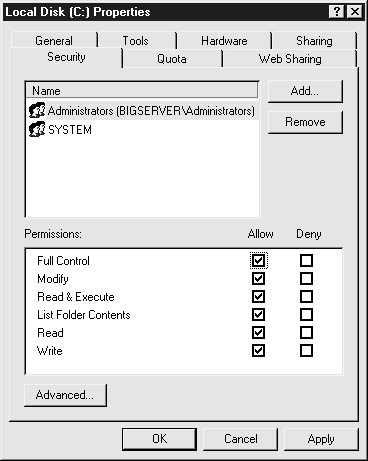 Local Disk (C:) Properties
General Tools Hardware Sharing
Security Quota Web Sharing
Name
Administrators (BIGSERVER\Administrators)
SYSTEM
Add...
Remove
Permissions: Allow Deny
Full Control
Modify
Read & Execute
List Folder Contents
Read
Write
Advanced...
OK Cancel Apply